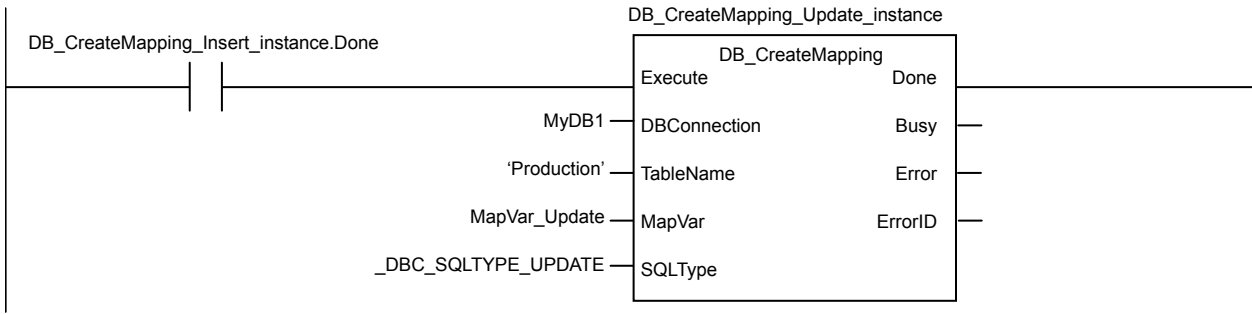 DB_CreateMapping_Update_instance
DB_CreateMapping_Insert_instance.Done
DB_CreateMapping
Execute Done
MyDB1 DBConnection Busy
‘Production’ TableName Error
MapVar_Update MapVar ErrorID
_DBC_SQLTYPE_UPDATE SQLType